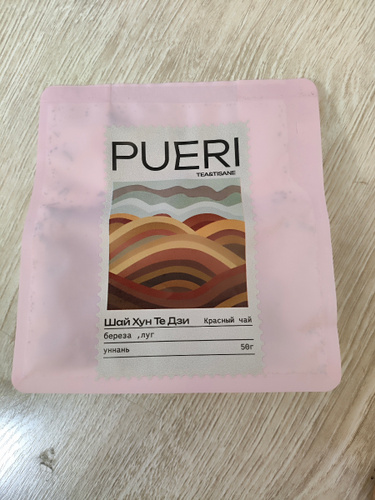 PUERI
TEA&TISANE
Шай Хун Те Дзи Красный чай
береза ,луг
уннань 50г